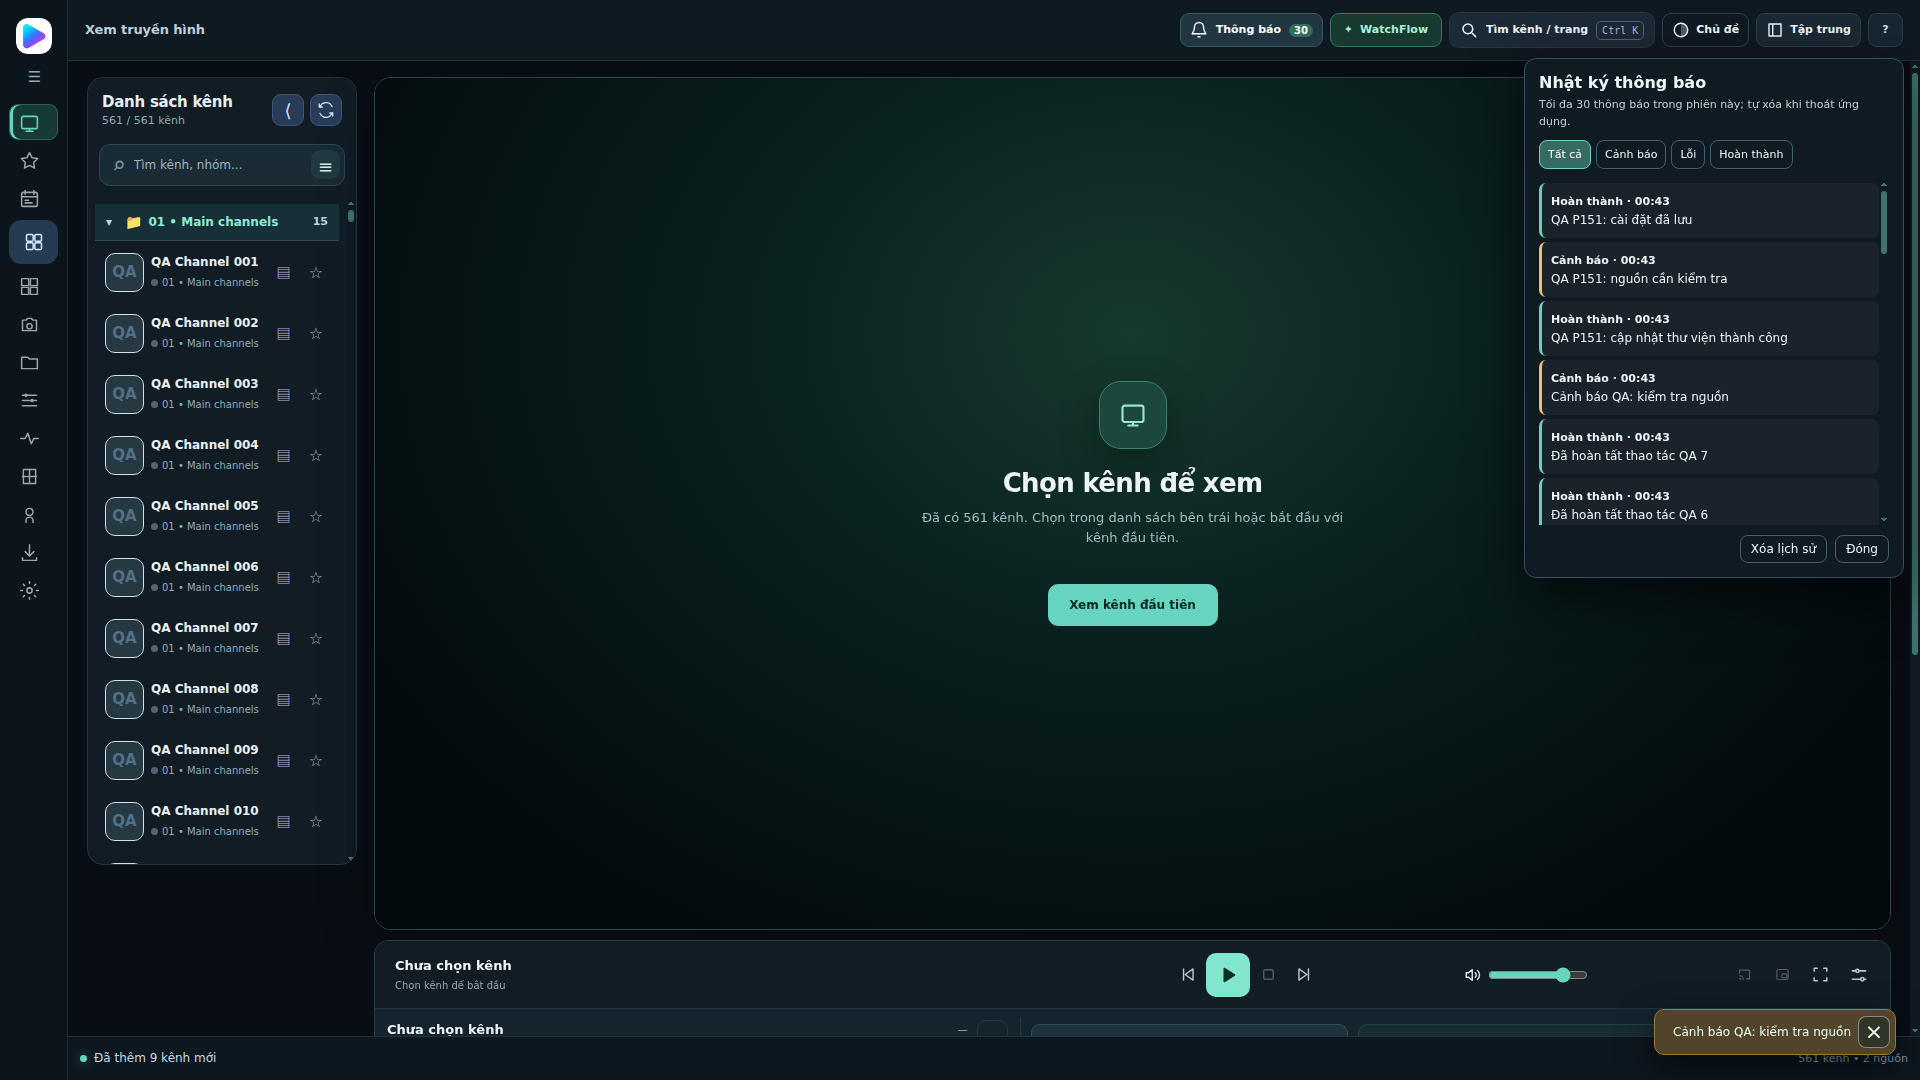 Xem truyền hình
Thông báo 30
WatchFlow
Tìm kênh / trang Ctrl K
Chủ đề
Tập trung
?
Danh sách kênh
561 / 561 kênh
Tìm kênh, nhóm...
01 • Main channels 15
QA
QA Channel 001
01 • Main channels
QA
QA Channel 002
01 • Main channels
QA
QA Channel 003
01 • Main channels
QA
QA Channel 004
01 • Main channels
QA
QA Channel 005
01 • Main channels
QA
QA Channel 006
01 • Main channels
QA
QA Channel 007
01 • Main channels
QA
QA Channel 008
01 • Main channels
QA
QA Channel 009
01 • Main channels
QA
QA Channel 010
01 • Main channels
Chọn kênh để xem
Đã có 561 kênh. Chọn trong danh sách bên trái hoặc bắt đầu với
kênh đầu tiên.
Xem kênh đầu tiên
Nhật ký thông báo
Tối đa 30 thông báo trong phiên này; tự xóa khi thoát ứng
dụng.
Tất cả
Cảnh báo
Lỗi
Hoàn thành
Hoàn thành · 00:43
QA P151: cài đặt đã lưu
Cảnh báo · 00:43
QA P151: nguồn cần kiểm tra
Hoàn thành · 00:43
QA P151: cập nhật thư viện thành công
Cảnh báo · 00:43
Cảnh báo QA: kiểm tra nguồn
Hoàn thành · 00:43
Đã hoàn tất thao tác QA 7
Hoàn thành · 00:43
Đã hoàn tất thao tác QA 6
Xóa lịch sử
Đóng
Chưa chọn kênh
Chọn kênh để bắt đầu
Chưa chọn kênh
—
Cảnh báo QA: kiểm tra nguồn
Đã thêm 9 kênh mới
561 kênh • 2 nguồn